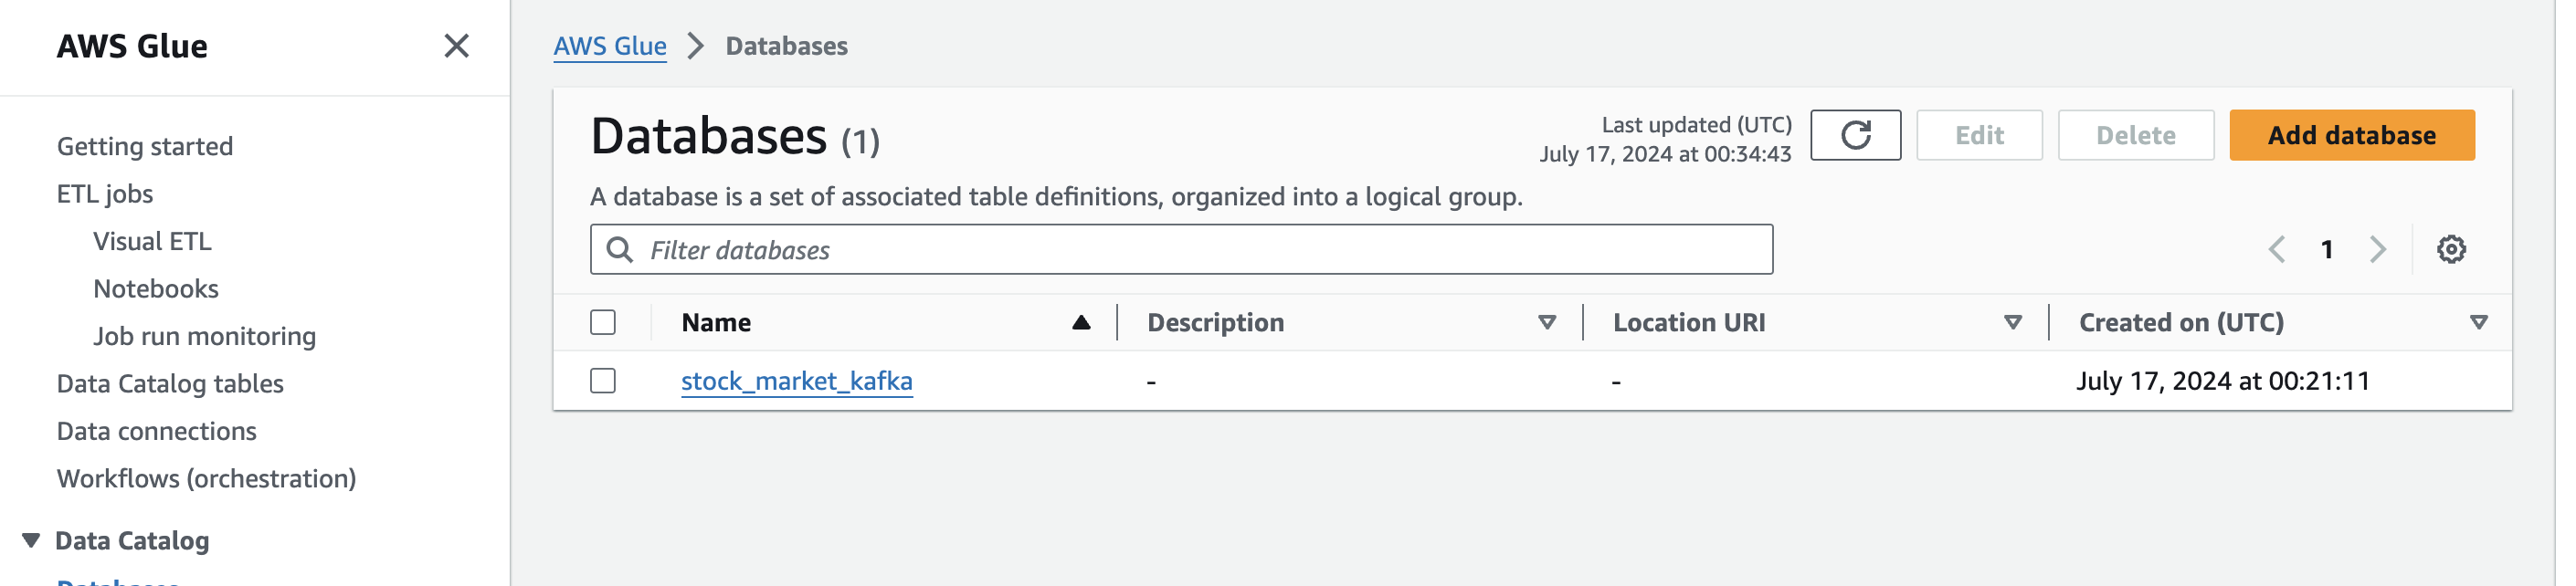 AWS Glue
Getting started
ETL jobs
Visual ETL
Notebooks
Job run monitoring
Data Catalog tables
Data connections
Workflows (orchestration)
Data Catalog
Databases
AWS Glue > Databases
Databases (1)
Last updated (UTC)
July 17, 2024 at 00:34:43
Edit
Delete
Add database
A database is a set of associated table definitions, organized into a logical group.
Filter databases
1
Name Description Location URI Created on (UTC)
stock_market_kafka - - July 17, 2024 at 00:21:11